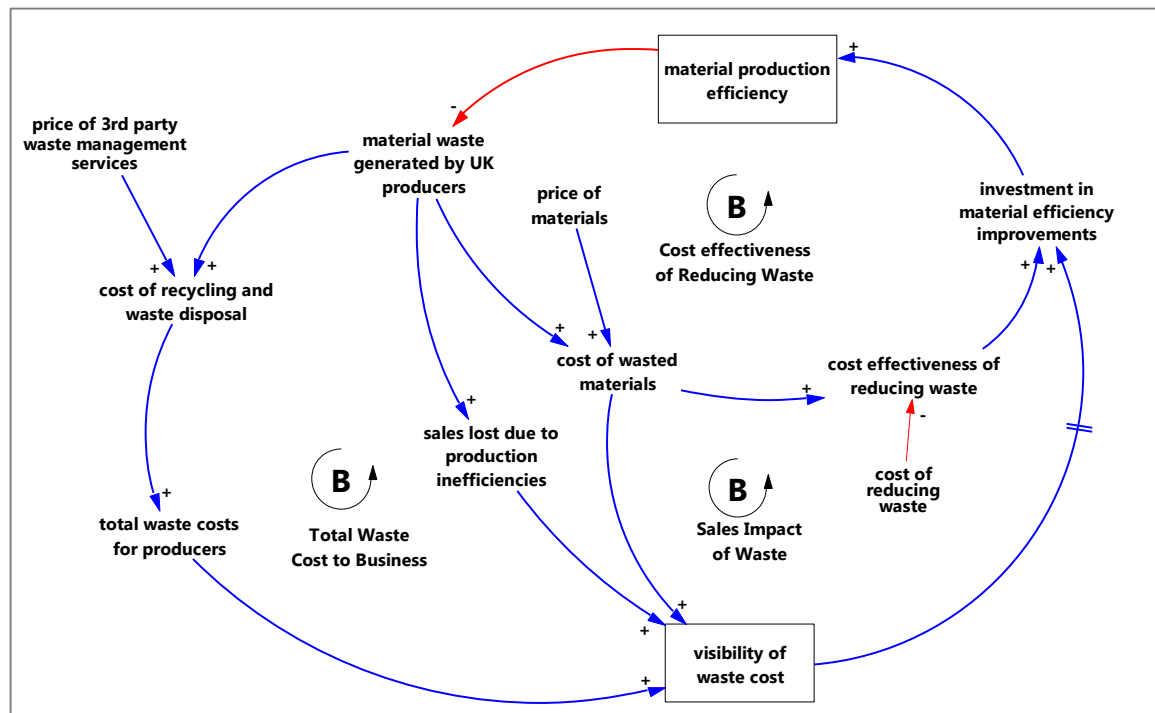 material production
efficiency
+
-
price of 3rd party
waste management
services
material waste
generated by UK
producers
price of
materials
B
Cost effectiveness
of Reducing Waste
investment in
material efficiency
improvements
+
+
+
+
cost of recycling and
waste disposal
+
+
cost of wasted
materials
+
cost effectiveness of
reducing waste
-
cost of
reducing
waste
+
sales lost due to
production
inefficiencies
B
Total Waste
Cost to Business
B
Sales Impact
of Waste
+
total waste costs
for producers
+
+
+
visibility of
waste cost